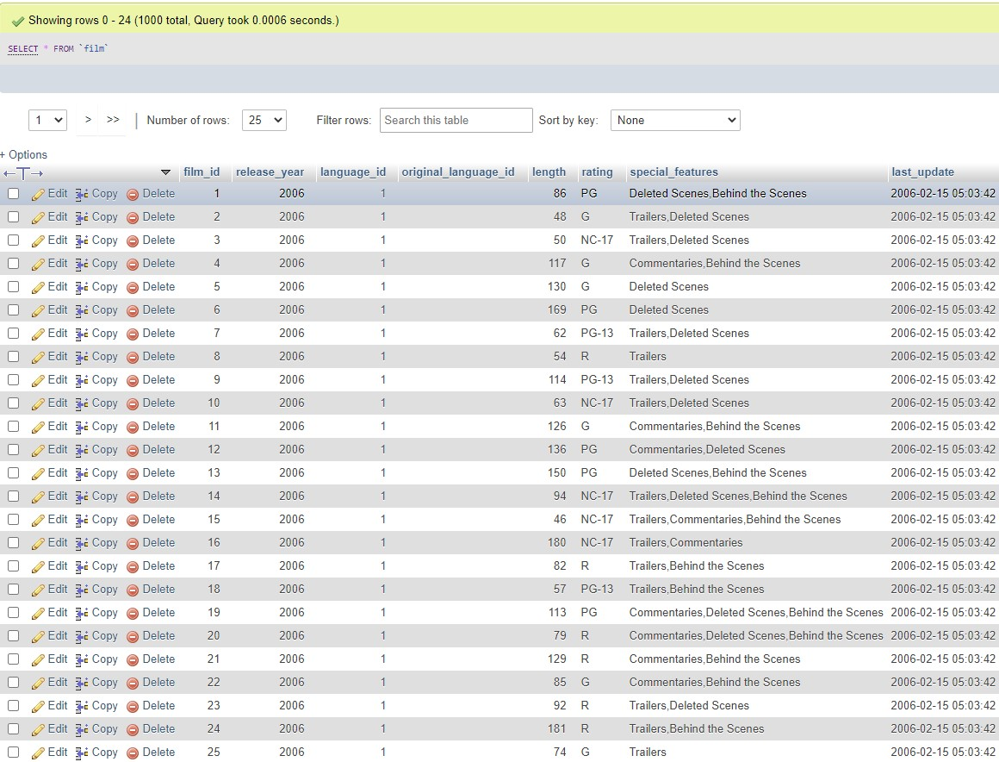 Showing rows 0 - 24 (1000 total, Query took 0.0006 seconds.)
SELECT * FROM `film`
1 > >> | Number of rows: 25 Filter rows: Search this table Sort by key: None
+ Options
←T→ film_id release_year language_id original_language_id length rating special_features last_update
Edit Copy Delete 1 2006 1 86 PG Deleted Scenes,Behind the Scenes 2006-02-15 05:03:42
Edit Copy Delete 2 2006 1 48 G Trailers,Deleted Scenes 2006-02-15 05:03:42
Edit Copy Delete 3 2006 1 50 NC-17 Trailers,Deleted Scenes 2006-02-15 05:03:42
Edit Copy Delete 4 2006 1 117 G Commentaries,Behind the Scenes 2006-02-15 05:03:42
Edit Copy Delete 5 2006 1 130 G Deleted Scenes 2006-02-15 05:03:42
Edit Copy Delete 6 2006 1 169 PG Deleted Scenes 2006-02-15 05:03:42
Edit Copy Delete 7 2006 1 62 PG-13 Trailers,Deleted Scenes 2006-02-15 05:03:42
Edit Copy Delete 8 2006 1 54 R Trailers 2006-02-15 05:03:42
Edit Copy Delete 9 2006 1 114 PG-13 Trailers,Deleted Scenes 2006-02-15 05:03:42
Edit Copy Delete 10 2006 1 63 NC-17 Trailers,Deleted Scenes 2006-02-15 05:03:42
Edit Copy Delete 11 2006 1 126 G Commentaries,Behind the Scenes 2006-02-15 05:03:42
Edit Copy Delete 12 2006 1 136 PG Commentaries,Deleted Scenes 2006-02-15 05:03:42
Edit Copy Delete 13 2006 1 150 PG Deleted Scenes,Behind the Scenes 2006-02-15 05:03:42
Edit Copy Delete 14 2006 1 94 NC-17 Trailers,Deleted Scenes,Behind the Scenes 2006-02-15 05:03:42
Edit Copy Delete 15 2006 1 46 NC-17 Trailers,Commentaries,Behind the Scenes 2006-02-15 05:03:42
Edit Copy Delete 16 2006 1 180 NC-17 Trailers,Commentaries 2006-02-15 05:03:42
Edit Copy Delete 17 2006 1 82 R Trailers,Behind the Scenes 2006-02-15 05:03:42
Edit Copy Delete 18 2006 1 57 PG-13 Trailers,Behind the Scenes 2006-02-15 05:03:42
Edit Copy Delete 19 2006 1 113 PG Commentaries,Deleted Scenes,Behind the Scenes 2006-02-15 05:03:42
Edit Copy Delete 20 2006 1 79 R Commentaries,Deleted Scenes,Behind the Scenes 2006-02-15 05:03:42
Edit Copy Delete 21 2006 1 129 R Commentaries,Behind the Scenes 2006-02-15 05:03:42
Edit Copy Delete 22 2006 1 85 G Commentaries,Behind the Scenes 2006-02-15 05:03:42
Edit Copy Delete 23 2006 1 92 R Trailers,Deleted Scenes 2006-02-15 05:03:42
Edit Copy Delete 24 2006 1 181 R Trailers,Behind the Scenes 2006-02-15 05:03:42
Edit Copy Delete 25 2006 1 74 G Trailers 2006-02-15 05:03:42